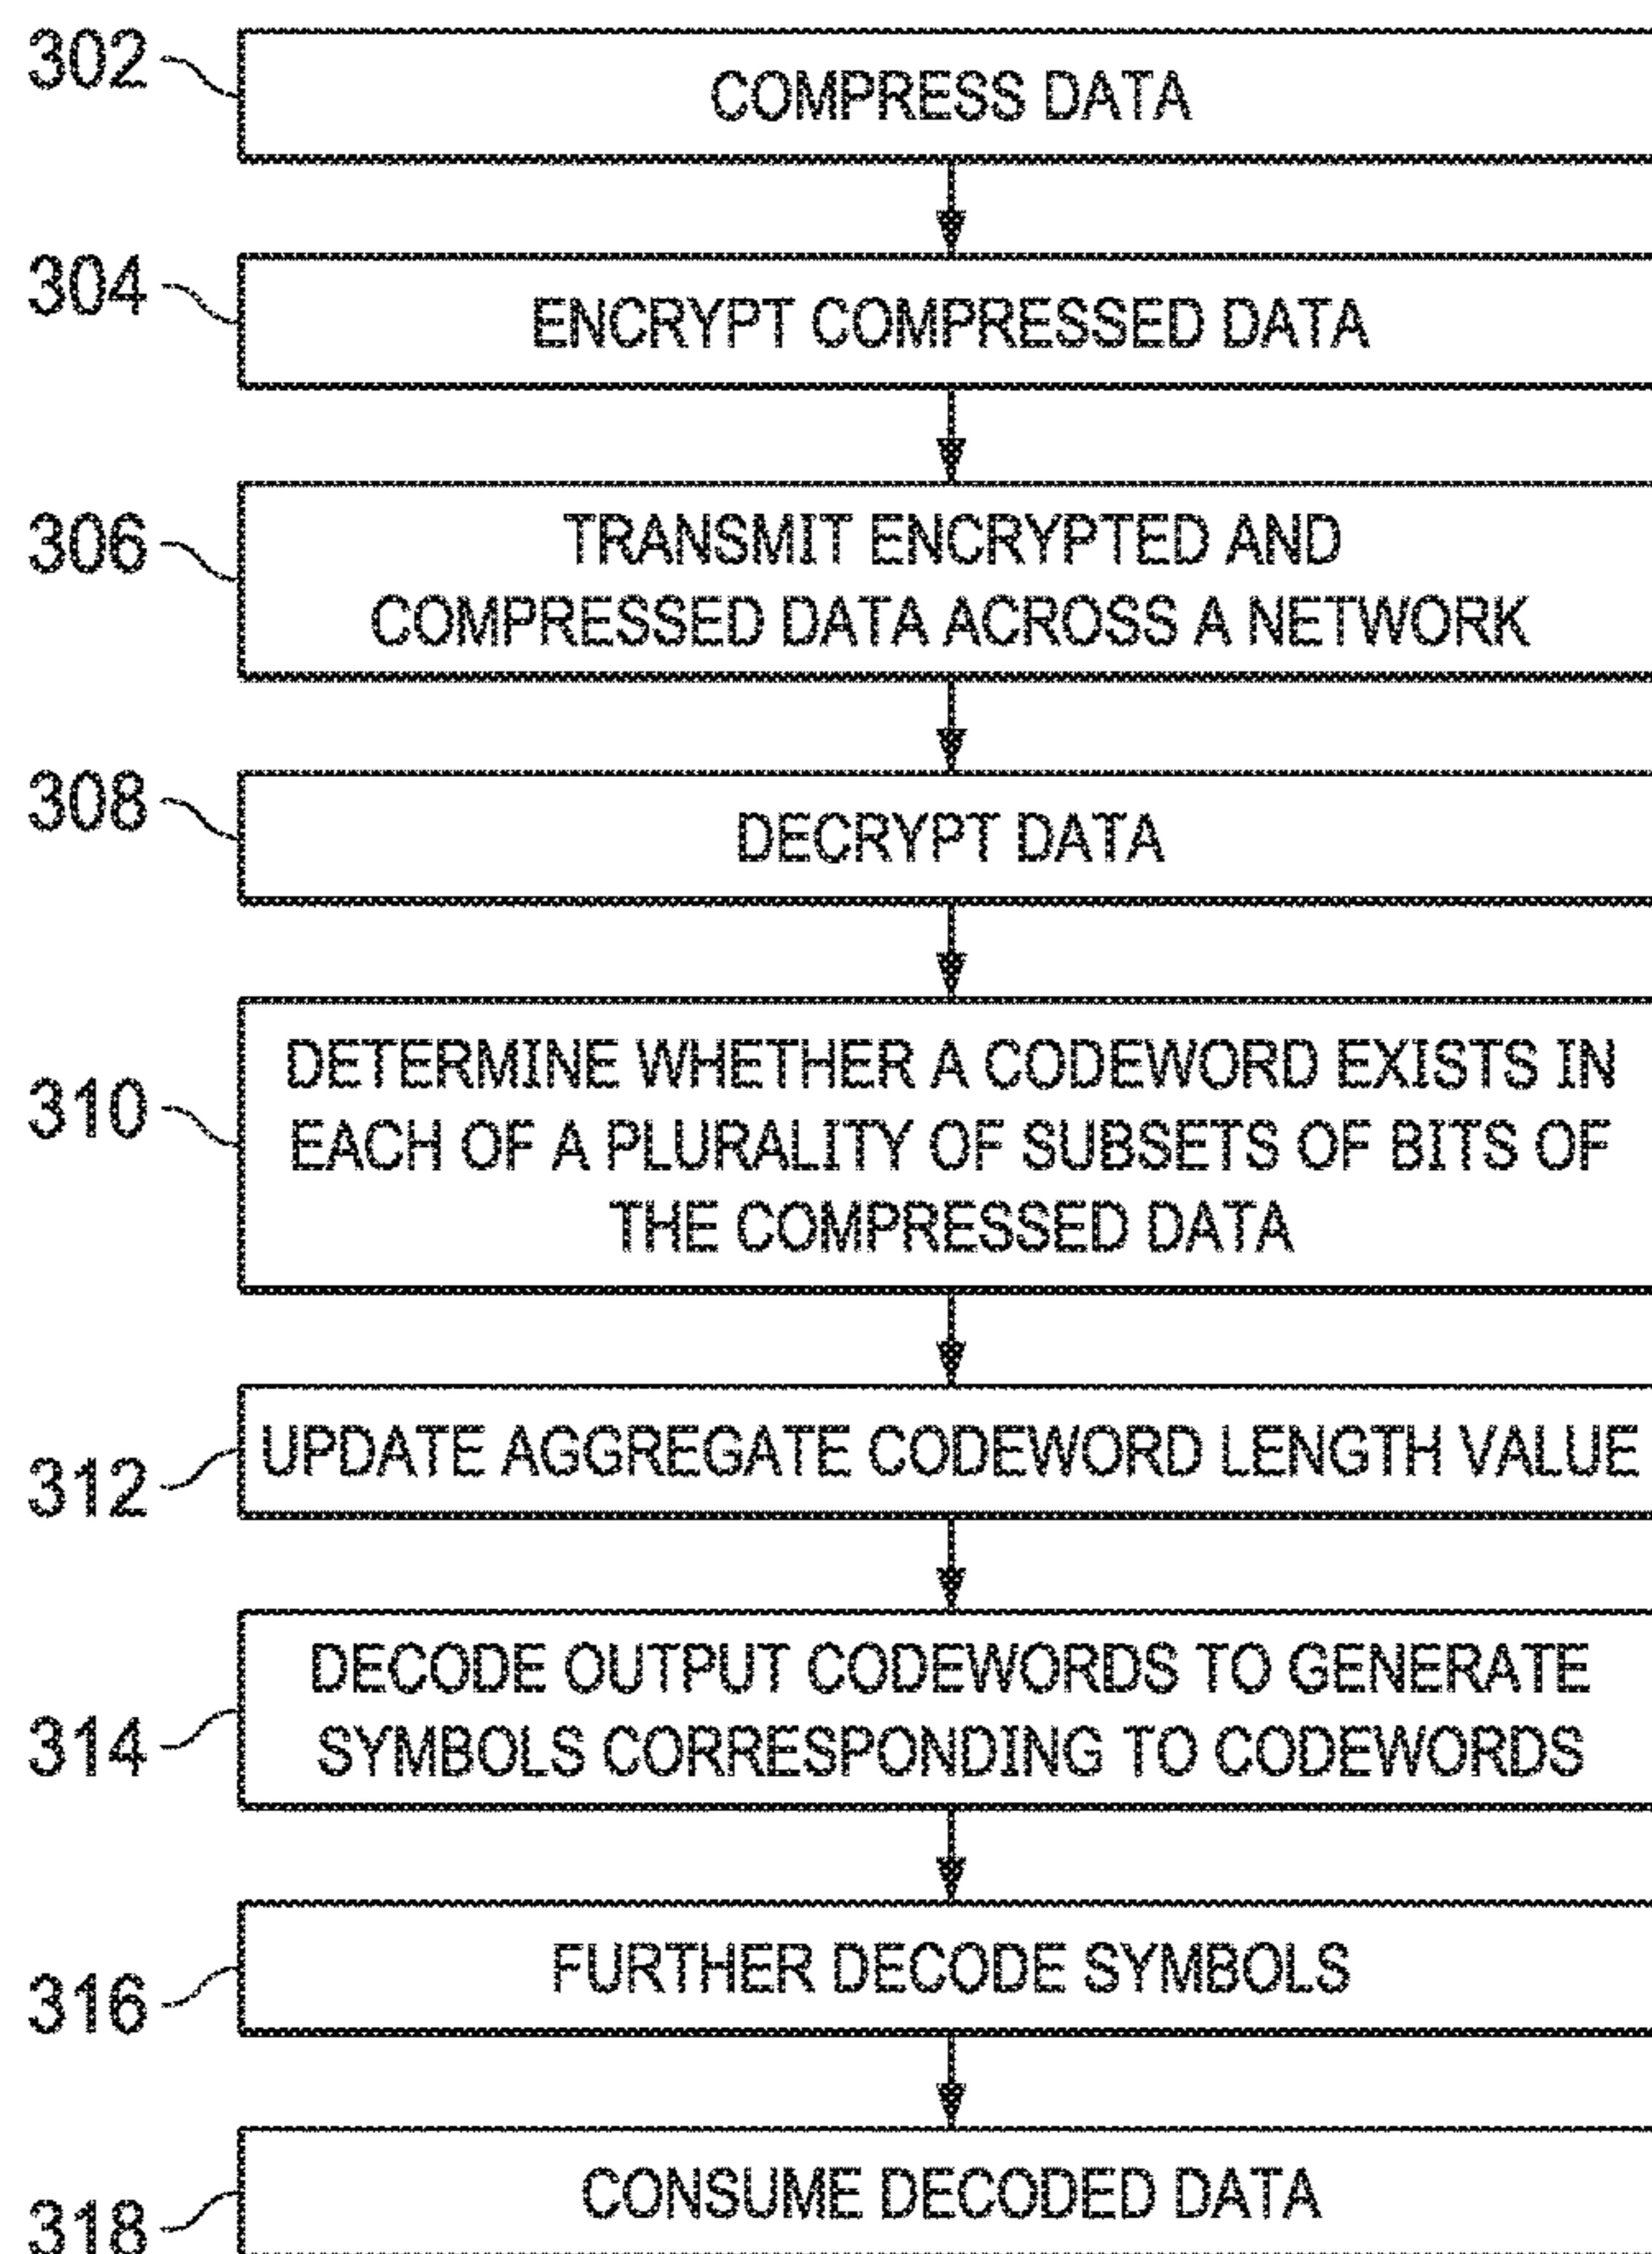 302
COMPRESS DATA
304
ENCRYPT COMPRESSED DATA
306
TRANSMIT ENCRYPTED AND
COMPRESSED DATA ACROSS A NETWORK
308
DECRYPT DATA
310
DETERMINE WHETHER A CODEWORD EXISTS IN
EACH OF A PLURALITY OF SUBSETS OF BITS OF
THE COMPRESSED DATA
312
UPDATE AGGREGATE CODEWORD LENGTH VALUE
314
DECODE OUTPUT CODEWORDS TO GENERATE
SYMBOLS CORRESPONDING TO CODEWORDS
316
FURTHER DECODE SYMBOLS
318
CONSUME DECODED DATA